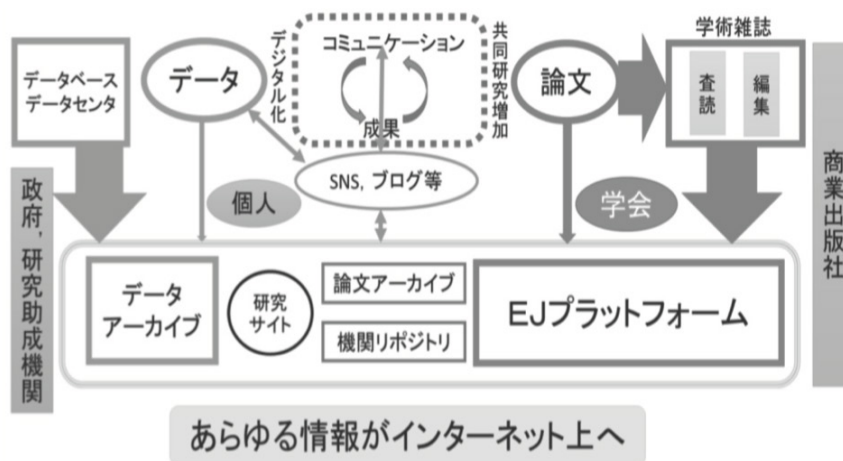 データベース
データセンタ
データ
デジタル化
コミュニケーション
成果
共同研究増加
論文
学術雑誌
査読
編集
SNS, ブログ等
政府, 研究助成機関
個人
学会
商業出版社
データ
アーカイブ
研究
サイト
論文アーカイブ
機関リポジトリ
EJプラットフォーム
あらゆる情報がインターネット上へ